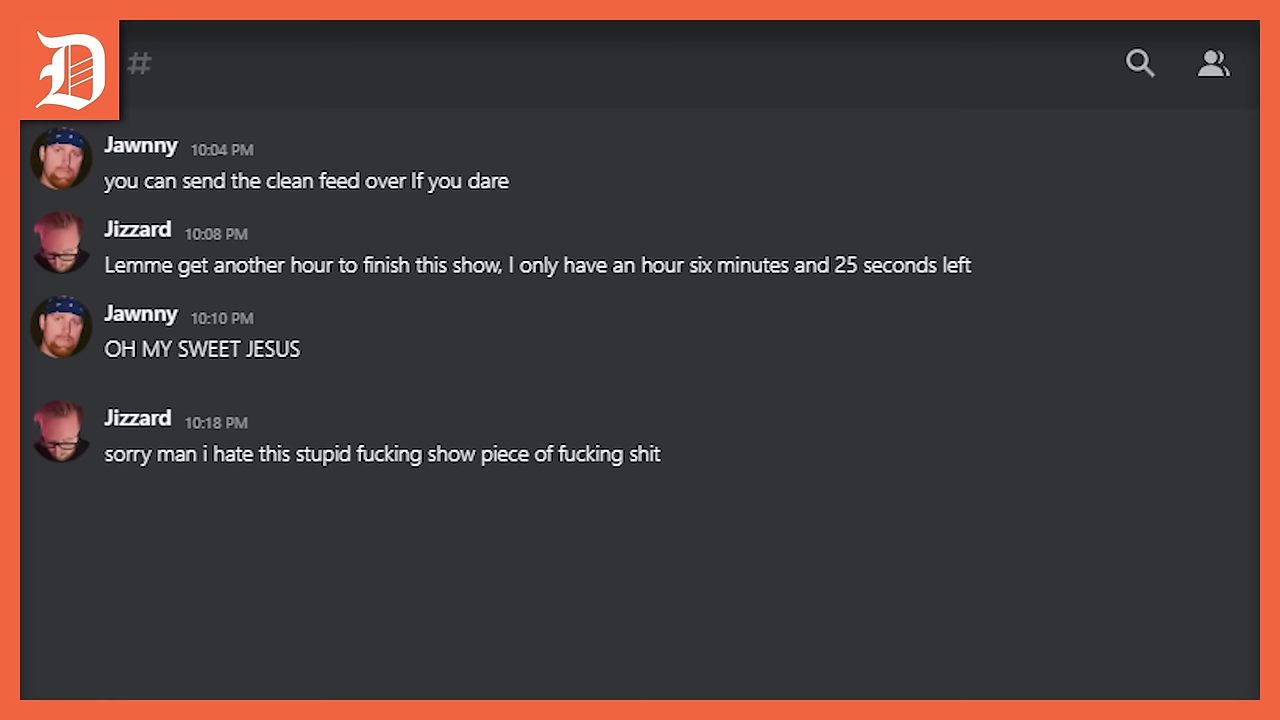 D
#
Jawnny 10:04 PM
you can send the clean feed over If you dare
Jizzard 10:08 PM
Lemme get another hour to finish this show, I only have an hour six minutes and 25 seconds left
Jawnny 10:10 PM
OH MY SWEET JESUS
Jizzard 10:18 PM
sorry man i hate this stupid fucking show piece of fucking shit